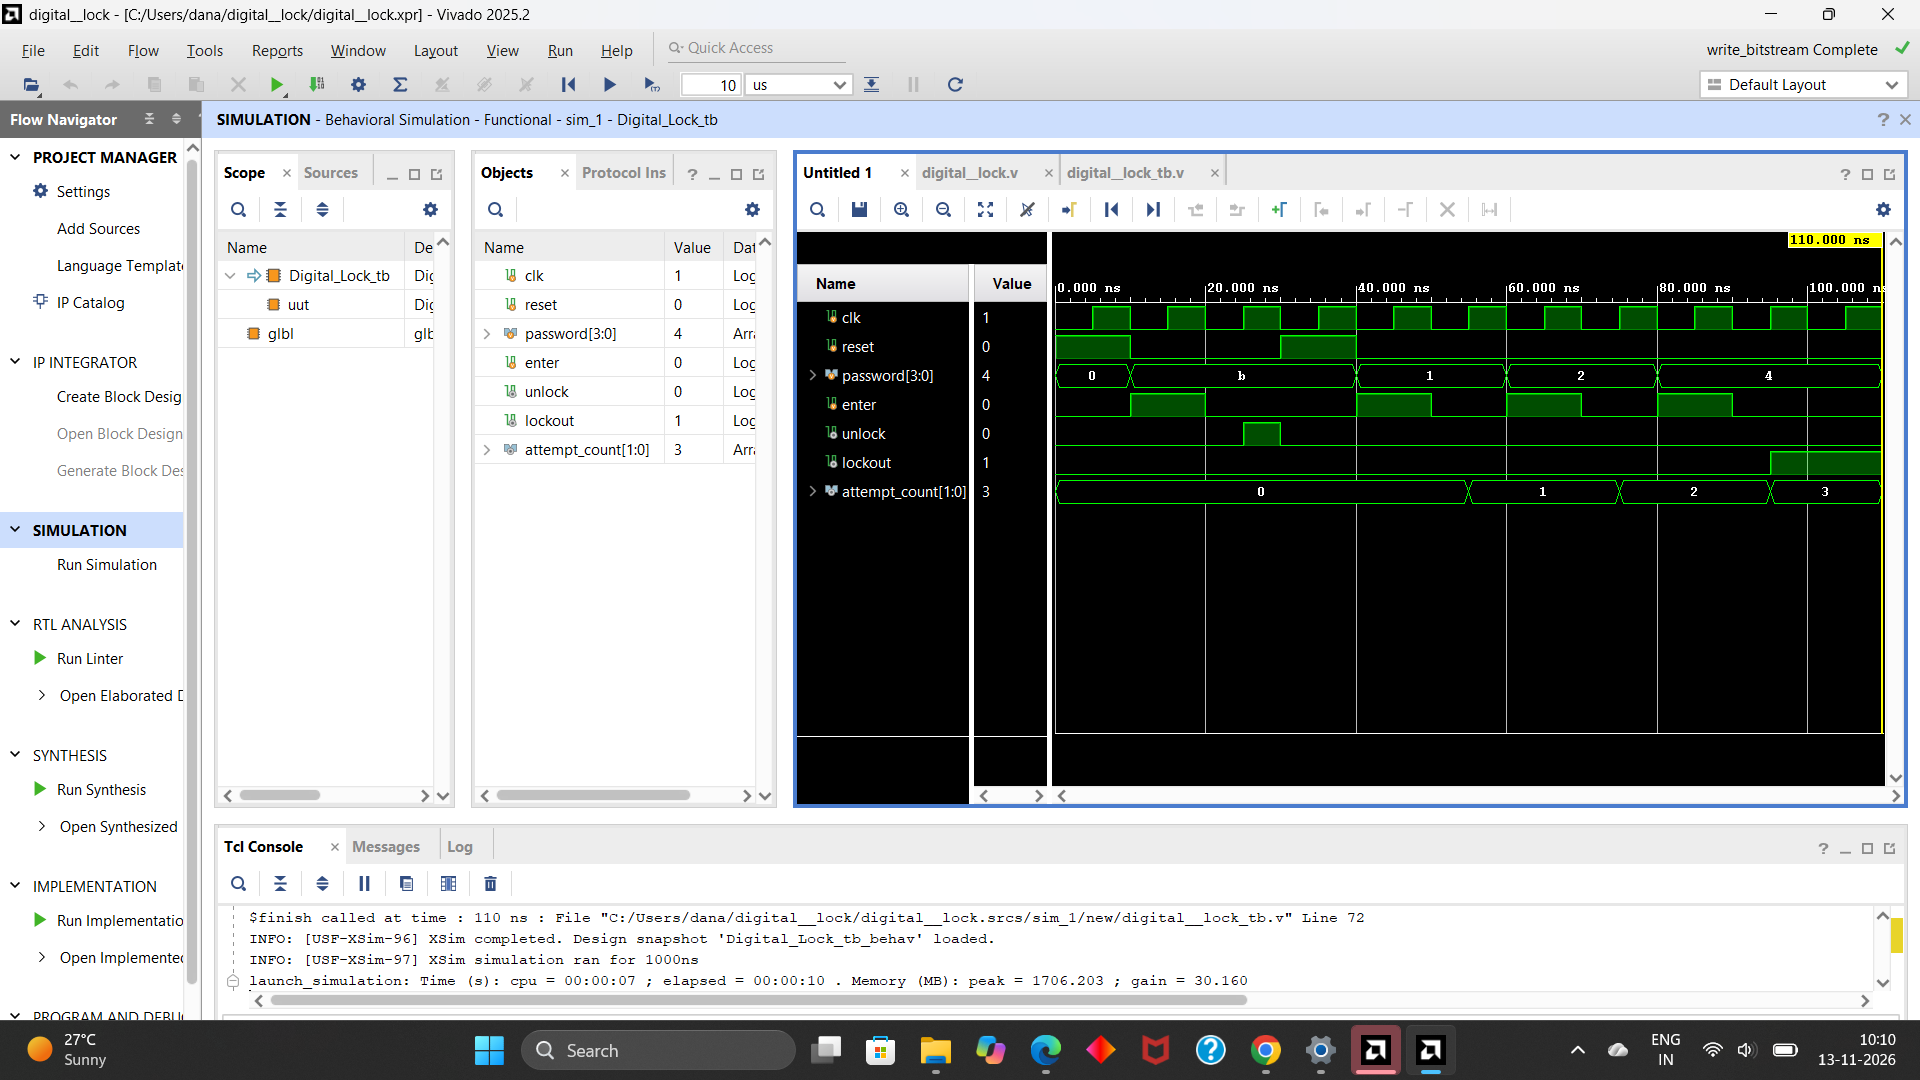 digital__lock - [C:/Users/dana/digital__lock/digital__lock.xpr] - Vivado 2025.2
File Edit Flow Tools Reports Window Layout View Run Help Quick Access
write_bitstream Complete
10 us
Default Layout
Flow Navigator
SIMULATION - Behavioral Simulation - Functional - sim_1 - Digital_Lock_tb
PROJECT MANAGER
Settings
Add Sources
Language Templat
IP Catalog
IP INTEGRATOR
Create Block Desig
Open Block Design
Generate Block Des
SIMULATION
Run Simulation
RTL ANALYSIS
Run Linter
Open Elaborated D
SYNTHESIS
Run Synthesis
Open Synthesized
IMPLEMENTATION
Run Implementatio
Open Implemented
PROGRAM AND DEBU
Scope Sources
Name De
Digital_Lock_tb Dig
uut Dig
glbl glb
Objects Protocol Ins
Name Value Dat
clk 1 Log
reset 0 Log
password[3:0] 4 Arra
enter 0 Log
unlock 0 Log
lockout 1 Log
attempt_count[1:0] 3 Arra
Untitled 1 digital__lock.v digital__lock_tb.v
110.000 ns
Name Value
0.000 ns 20.000 ns 40.000 ns 60.000 ns 80.000 ns 100.000 ns
clk 1
reset 0
password[3:0] 4 0 b 1 2 4
enter 0
unlock 0
lockout 1
attempt_count[1:0] 3 0 1 2 3
Tcl Console Messages Log
$finish called at time : 110 ns : File "C:/Users/dana/digital__lock/digital__lock.srcs/sim_1/new/digital__lock_tb.v" Line 72
INFO: [USF-XSim-96] XSim completed. Design snapshot 'Digital_Lock_tb_behav' loaded.
INFO: [USF-XSim-97] XSim simulation ran for 1000ns
launch_simulation: Time (s): cpu = 00:00:07 ; elapsed = 00:00:10 . Memory (MB): peak = 1706.203 ; gain = 30.160
27°C
Sunny
Search
ENG
IN
10:10
13-11-2026